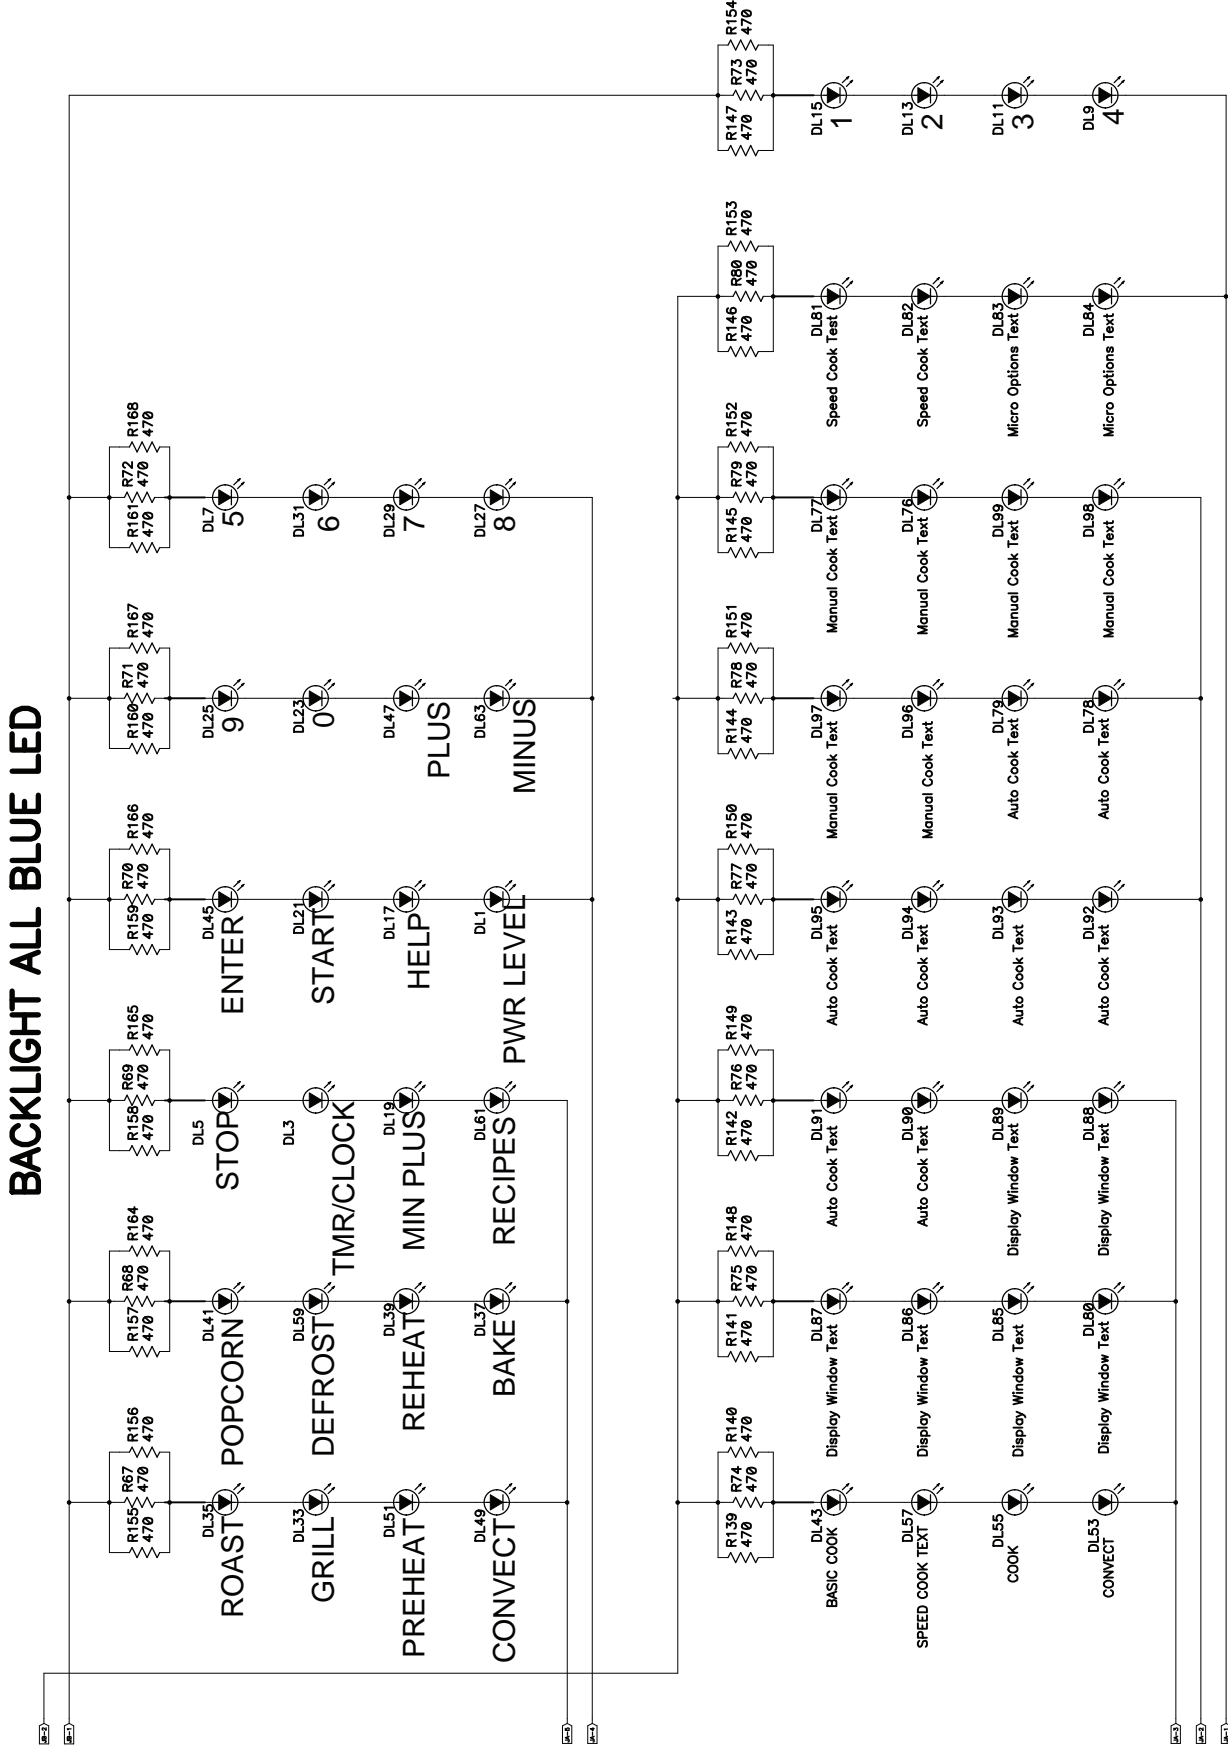 BACKLIGHT ALL BLUE LED
R155
470
R67
470
R156
470
DL35
ROAST
DL33
GRILL
DL51
PREHEAT
DL49
CONVECT
R157
470
R68
470
R164
470
DL41
POPCORN
DL59
DEFROST
DL39
REHEAT
DL37
BAKE
R158
470
R69
470
R165
470
DL5
STOP
DL3
TMR/CLOCK
DL19
MIN PLUS
DL61
RECIPES
R159
470
R70
470
R166
470
DL45
ENTER
DL21
START
DL17
HELP
DL1
PWR LEVEL
R160
470
R71
470
R167
470
DL25
9
DL23
0
DL47
PLUS
DL63
MINUS
R161
470
R72
470
R168
470
DL7
5
DL31
6
DL29
7
DL27
8
R139
470
R74
470
R140
470
DL43
BASIC COOK
DL57
SPEED COOK TEXT
DL55
COOK
DL53
CONVECT
R141
470
R75
470
R148
470
DL87
Display Window Text
DL86
Display Window Text
DL85
Display Window Text
DL80
Display Window Text
R142
470
R76
470
R149
470
DL91
Auto Cook Text
DL90
Auto Cook Text
DL89
Display Window Text
DL88
Display Window Text
R143
470
R77
470
R150
470
DL95
Auto Cook Text
DL94
Auto Cook Text
DL93
Auto Cook Text
DL92
Auto Cook Text
R144
470
R78
470
R151
470
DL97
Manual Cook Text
DL96
Manual Cook Text
DL79
Auto Cook Text
DL78
Auto Cook Text
R145
470
R79
470
R152
470
DL77
Manual Cook Text
DL76
Manual Cook Text
DL99
Manual Cook Text
DL98
Manual Cook Text
R146
470
R80
470
R153
470
DL81
Speed Cook Test
DL82
Speed Cook Text
DL83
Micro Options Text
DL84
Micro Options Text
R147
470
R73
470
R154
470
DL15
1
DL13
2
DL11
3
DL9
4